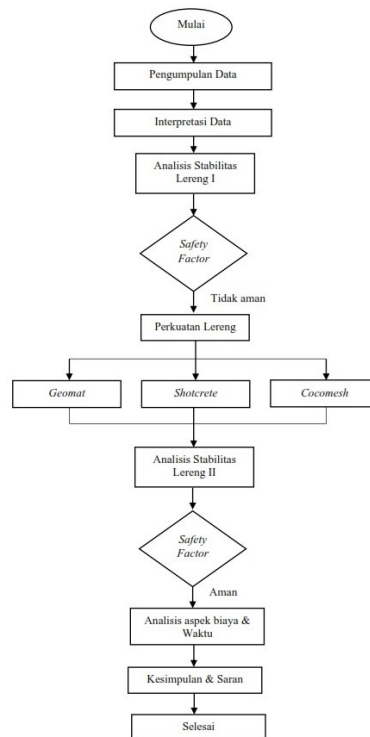 Mulai
Pengumpulan Data
Interpretasi Data
Analisis Stabilitas
Lereng I
Safety
Factor
Tidak aman
Perkuatan Lereng
Geomat
Shotcrete
Cocomesh
Analisis Stabilitas
Lereng II
Safety
Factor
Aman
Analisis aspek biaya &
Waktu
Kesimpulan & Saran
Selesai